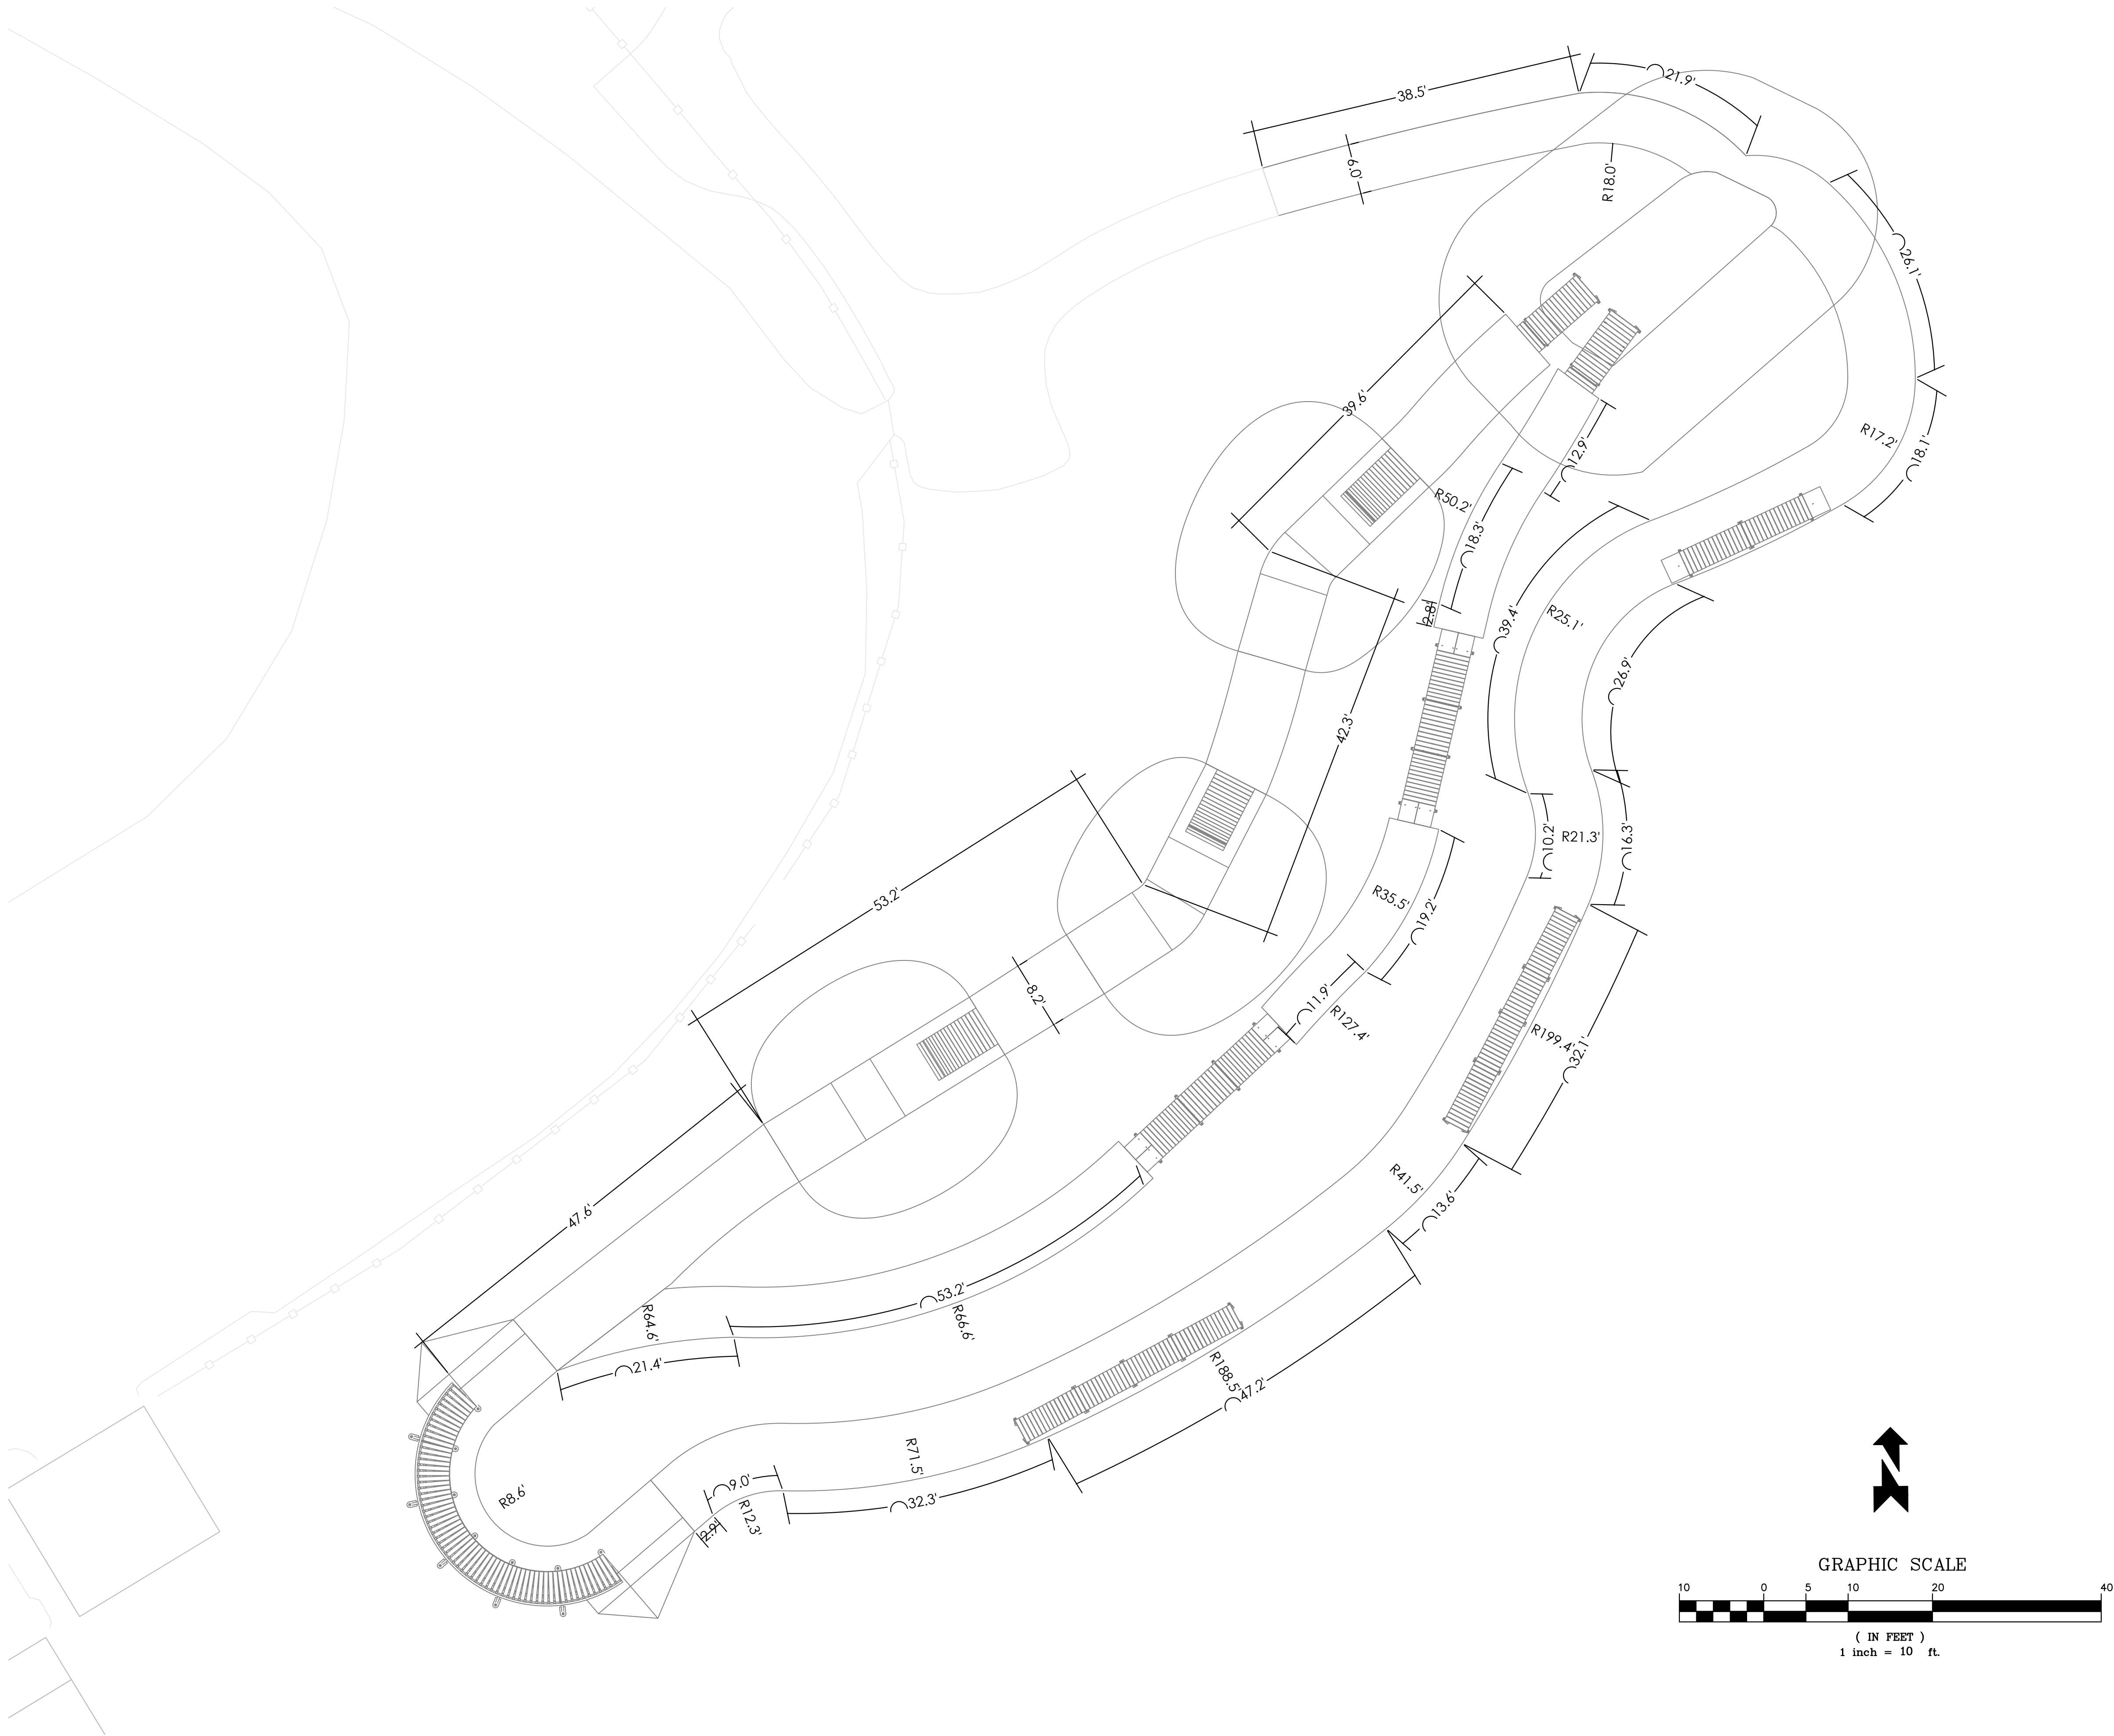 38.5'
21.9'
6.0'
R18.0'
26.1'
39.6'
R17.2'
18.1'
12.9'
R50.2'
18.3'
2.8'
39.4'
R25.1'
26.9'
42.3'
10.2'
R21.3'
16.3'
53.2'
R35.5'
19.2'
8.2'
11.9'
R127.4'
R199.4'
32.1'
R41.5'
13.6'
47.6'
53.2'
R64.6'
R66.6'
21.4'
R188.5'
47.2'
R71.5'
9.0'
R8.6'
R12.3'
2.9'
32.3'
N
GRAPHIC SCALE
10 0 5 10 20 40
( IN FEET )
1 inch = 10 ft.